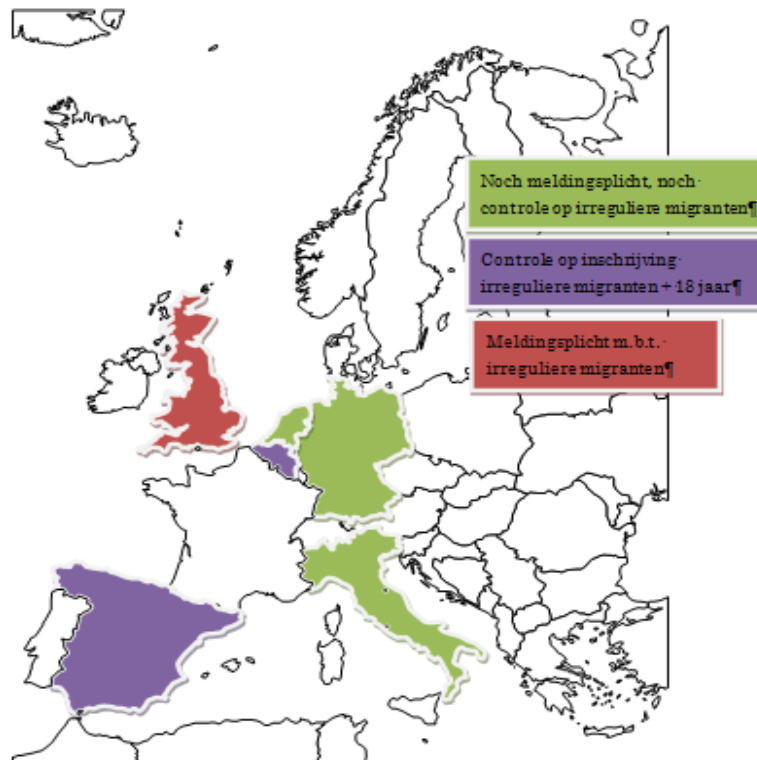 Noch meldingsplicht, noch·
controle op irreguliere migranten¶
Controle op inschrijving·
irreguliere migranten + 18 jaar¶
Meldingsplicht m.b.t.·
irreguliere migranten¶